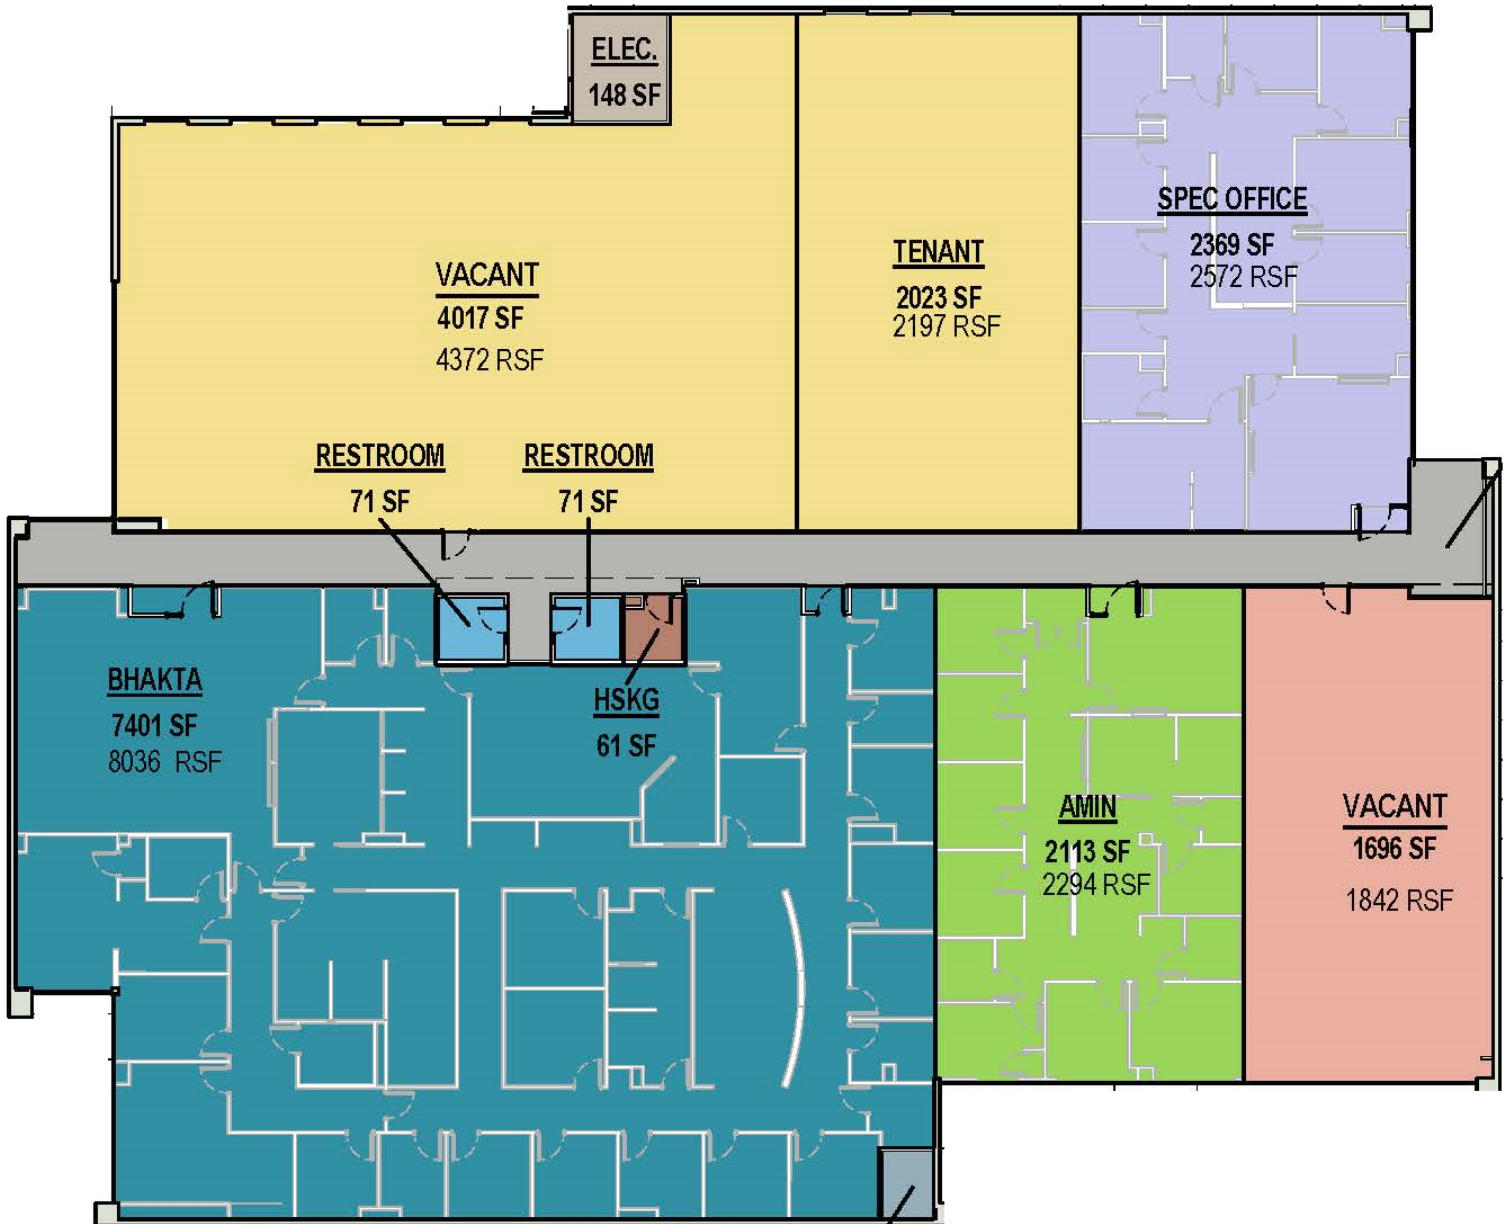 ELEC.
148 SF
SPEC OFFICE
2369 SF
2572 RSF
TENANT
2023 SF
2197 RSF
VACANT
4017 SF
4372 RSF
RESTROOM
71 SF
RESTROOM
71 SF
BHAKTA
7401 SF
8036 RSF
HSKG
61 SF
AMIN
2113 SF
2294 RSF
VACANT
1696 SF
1842 RSF